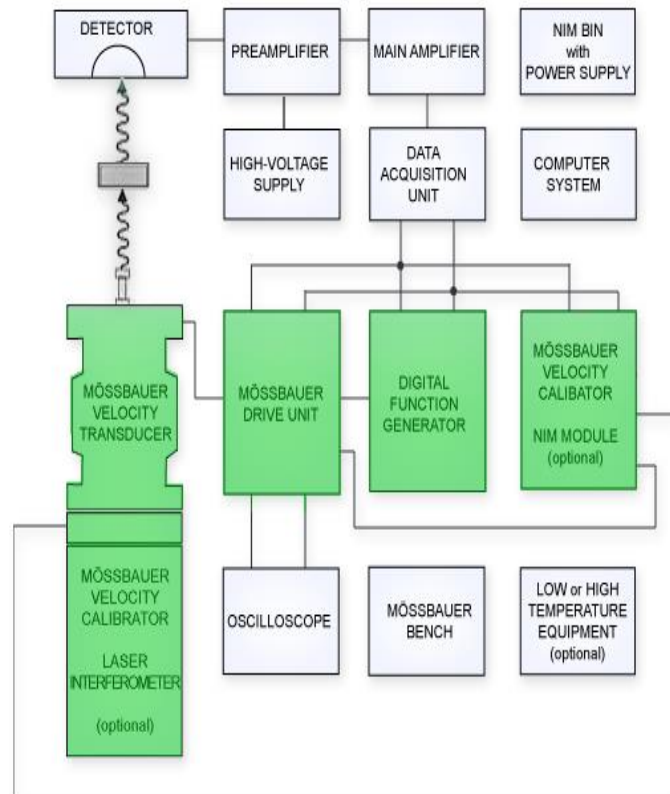 DETECTOR
PREAMPLIFIER
MAIN AMPLIFIER
NIM BIN
with
POWER SUPPLY
HIGH-VOLTAGE
SUPPLY
DATA
ACQUISITION
UNIT
COMPUTER
SYSTEM
MÖSSBAUER
VELOCITY
TRANSDUCER
MÖSSBAUER
DRIVE UNIT
DIGITAL
FUNCTION
GENERATOR
MÖSSBAUER
VELOCITY
CALIBATOR
NIM MODULE
(optional)
MÖSSBAUER
VELOCITY
CALIBRATOR
LASER
INTERFEROMETER
(optional)
OSCILLOSCOPE
MÖSSBAUER
BENCH
LOW or HIGH
TEMPERATURE
EQUIPMENT
(optional)